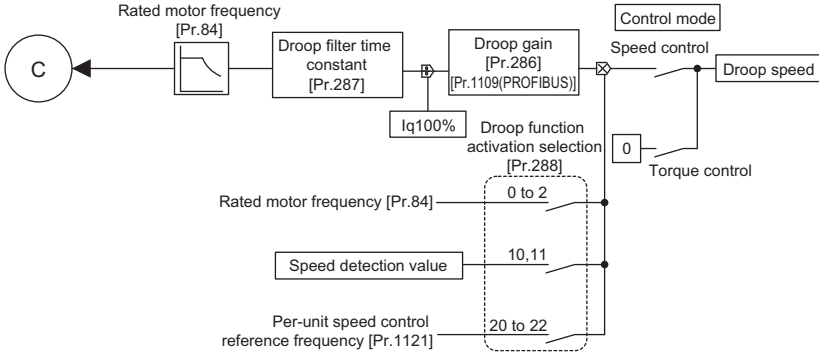 Rated motor frequency
[Pr.84]
Control mode
C
Droop filter time
constant
[Pr.287]
Droop gain
[Pr.286]
[Pr.1109(PROFIBUS)]
Speed control
Droop speed
Iq100%
0
Torque control
Droop function
activation selection
[Pr.288]
Rated motor frequency [Pr.84]
0 to 2
Speed detection value
10,11
Per-unit speed control
reference frequency [Pr.1121]
20 to 22